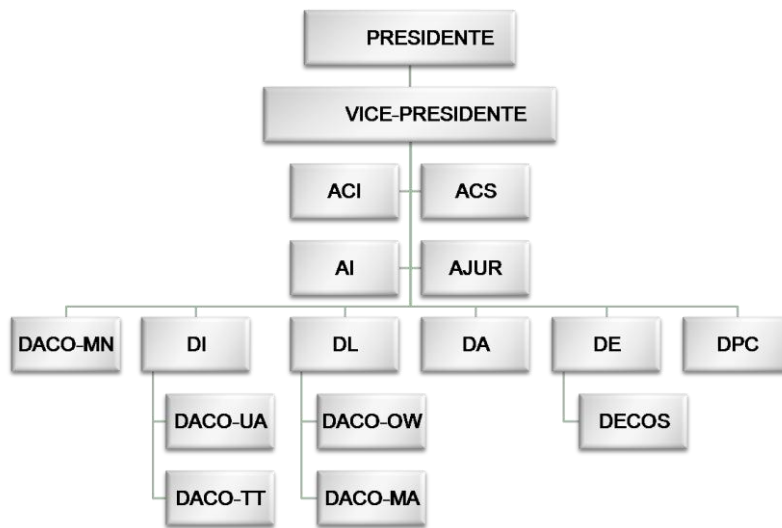 PRESIDENTE
VICE-PRESIDENTE
ACI
ACS
AI
AJUR
DACO-MN
DI
DL
DA
DE
DPC
DACO-UA
DACO-OW
DECOS
DACO-TT
DACO-MA